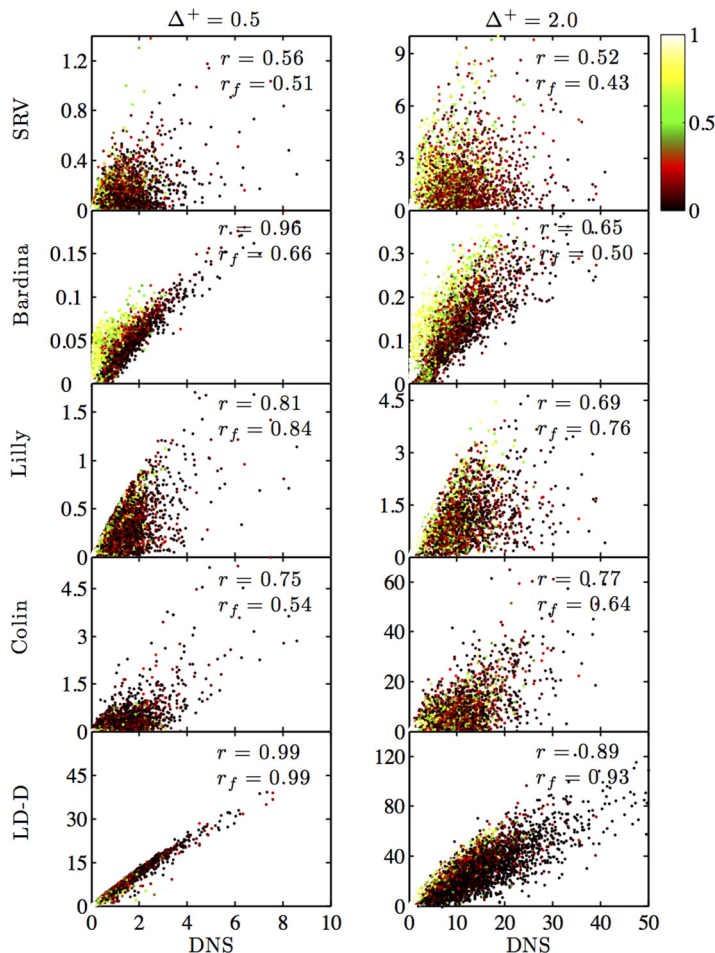 Δ⁺ = 0.5 Δ⁺ = 2.0
1.2 r = 0.56 9 r = 0.52 1
r_f = 0.51 r_f = 0.43
SRV 0.8 6
0.4 3 0.5
0 0 0
r = 0.96 r = 0.65
0.15 r_f = 0.66 0.3 r_f = 0.50
Bardina 0.1 0.2
0.05 0.1
0 0
1.5 r = 0.81 4.5 r = 0.69
r_f = 0.84 r_f = 0.76
Lilly 1 3
0.5 1.5
0 0
4.5 r = 0.75 60 r = 0.77
r_f = 0.54 r_f = 0.64
Colin 3 40
1.5 20
0 0
r = 0.99 120 r = 0.89
45 r_f = 0.99 r_f = 0.93
LD-D 30 80
15 40
0 0
0 2 4 6 8 10 0 10 20 30 40 50
DNS DNS